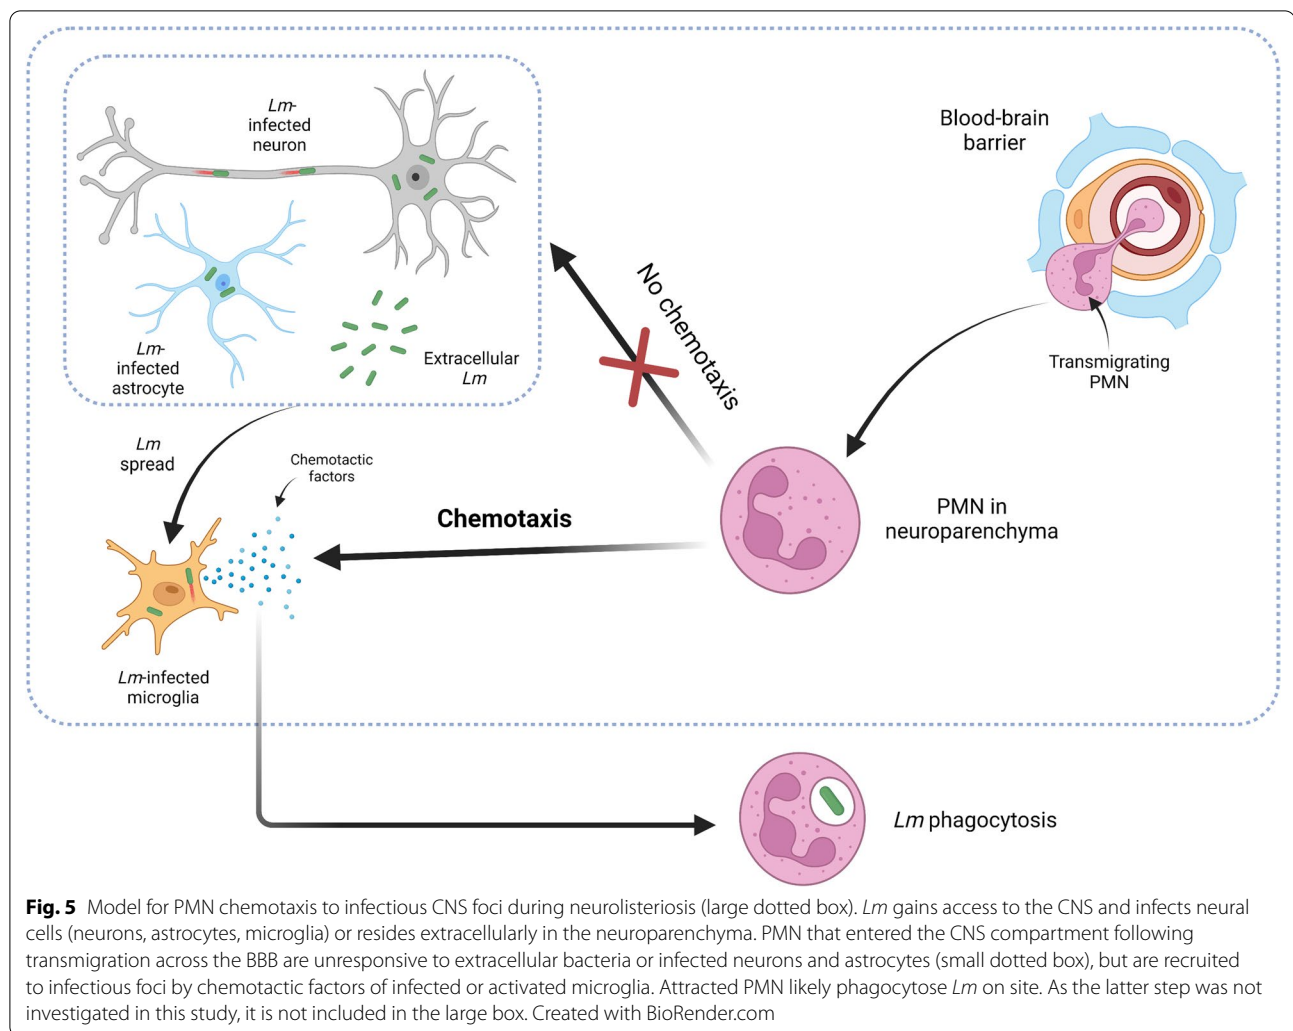 Lm-
infected
neuron
Blood-brain
barrier
No chemotaxis
Lm-
infected
astrocyte
Extracellular
Lm
Transmigrating
PMN
Lm
spread
Chemotactic
factors
Chemotaxis
PMN in
neuroparenchyma
Lm-infected
microglia
Lm phagocytosis
Fig. 5 Model for PMN chemotaxis to infectious CNS foci during neurolisteriosis (large dotted box). Lm gains access to the CNS and infects neural
cells (neurons, astrocytes, microglia) or resides extracellularly in the neuroparenchyma. PMN that entered the CNS compartment following
transmigration across the BBB are unresponsive to extracellular bacteria or infected neurons and astrocytes (small dotted box), but are recruited
to infectious foci by chemotactic factors of infected or activated microglia. Attracted PMN likely phagocytose Lm on site. As the latter step was not
investigated in this study, it is not included in the large box. Created with BioRender.com